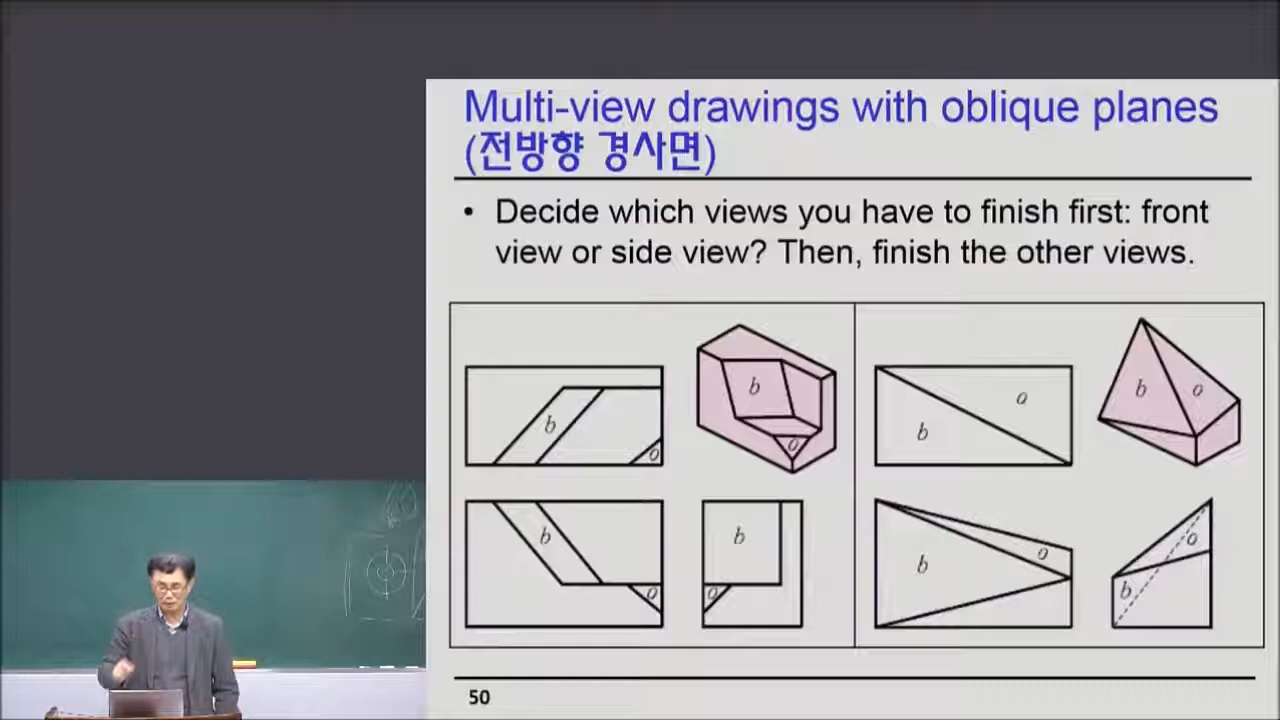 Multi-view drawings with oblique planes
(전방향 경사면)
• Decide which views you have to finish first: front
view or side view? Then, finish the other views.
b
o
b
o
b
o
b
o
b
o
b
o
b
o
b
o
50